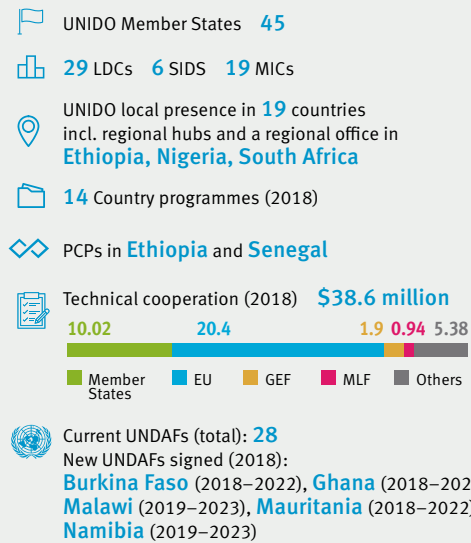 UNIDO Member States 45
29 LDCs 6 SIDS 19 MICs
UNIDO local presence in 19 countries
incl. regional hubs and a regional office in
Ethiopia, Nigeria, South Africa
14 Country programmes (2018)
PCPs in Ethiopia and Senegal
Technical cooperation (2018) $38.6 million
10.02 20.4 1.9 0.94 5.38
Member States EU GEF MLF Others
Current UNDAFs (total): 28
New UNDAFs signed (2018):
Burkina Faso (2018–2022), Ghana (2018–202
Malawi (2019–2023), Mauritania (2018–2022)
Namibia (2019–2023)